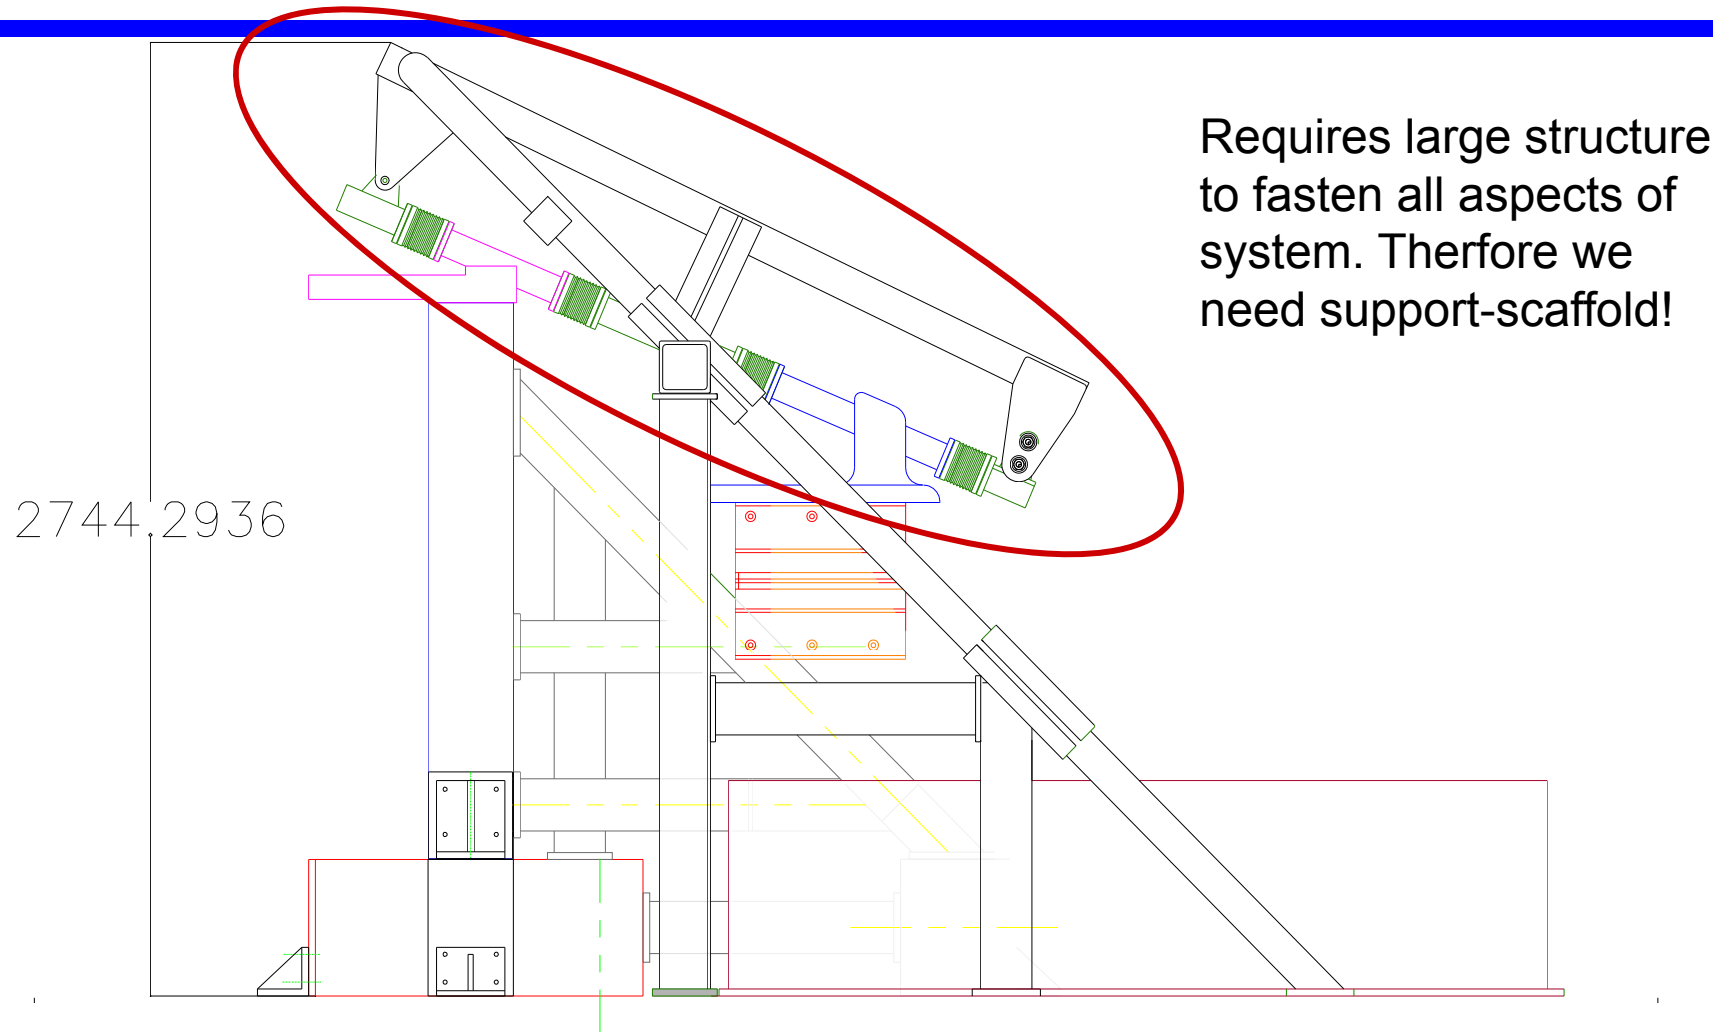 Requires large structure
to fasten all aspects of
system. Therfore we
need support-scaffold!
2744.2936